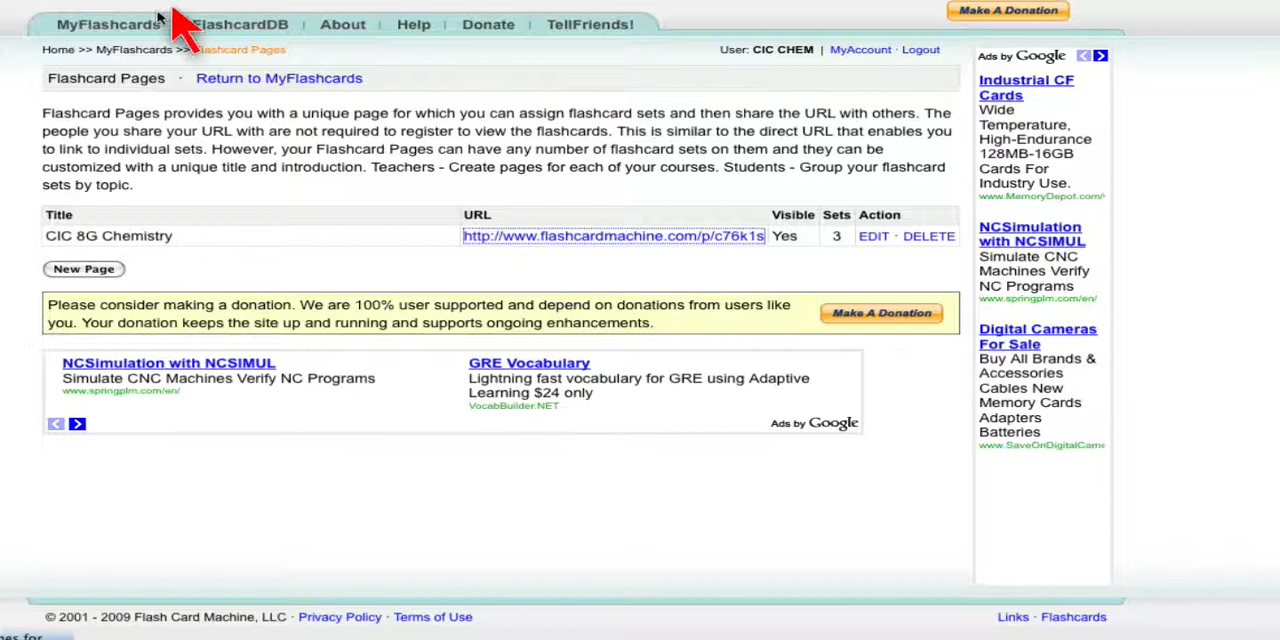 MyFlashcards FlashcardDB About Help Donate TellFriends! Make A Donation
Home >> MyFlashcards >> Flashcard Pages User: CIC CHEM | MyAccount · Logout
Flashcard Pages · Return to MyFlashcards
Flashcard Pages provides you with a unique page for which you can assign flashcard sets and then share the URL with others. The
people you share your URL with are not required to register to view the flashcards. This is similar to the direct URL that enables you
to link to individual sets. However, your Flashcard Pages can have any number of flashcard sets on them and they can be
customized with a unique title and introduction. Teachers - Create pages for each of your courses. Students - Group your flashcard
sets by topic.
Title URL Visible Sets Action
CIC 8G Chemistry http://www.flashcardmachine.com/p/c76k1s Yes 3 EDIT · DELETE
New Page
Please consider making a donation. We are 100% user supported and depend on donations from users like
you. Your donation keeps the site up and running and supports ongoing enhancements.
Make A Donation
NCSimulation with NCSIMUL
Simulate CNC Machines Verify NC Programs
www.springplm.com/en/
GRE Vocabulary
Lightning fast vocabulary for GRE using Adaptive
Learning $24 only
VocabBuilder.NET
Ads by Google
Ads by Google
Industrial CF
Cards
Wide
Temperature,
High-Endurance
128MB-16GB
Cards For
Industry Use.
www.MemoryDepot.com/
NCSimulation
with NCSIMUL
Simulate CNC
Machines Verify
NC Programs
www.springplm.com/en/
Digital Cameras
For Sale
Buy All Brands &
Accessories
Cables New
Memory Cards
Adapters
Batteries
www.SaveOnDigitalCame
© 2001 - 2009 Flash Card Machine, LLC · Privacy Policy · Terms of Use Links · Flashcards